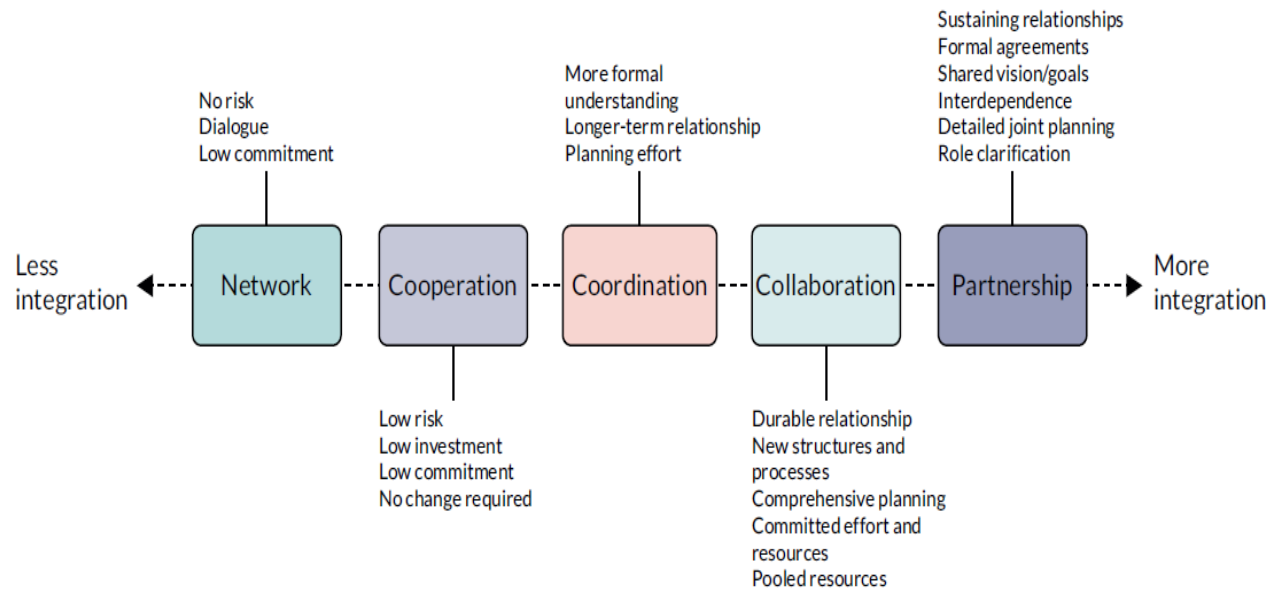 Sustaining relationships
Formal agreements
Shared vision/goals
Interdependence
Detailed joint planning
Role clarification
More formal
understanding
Longer-term relationship
Planning effort
No risk
Dialogue
Low commitment
Less
integration
Network
Cooperation
Coordination
Collaboration
Partnership
More
integration
Low risk
Low investment
Low commitment
No change required
Durable relationship
New structures and
processes
Comprehensive planning
Committed effort and
resources
Pooled resources